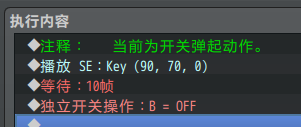 执行内容
◆注释： 当前为开关弹起动作。
◆播放 SE：Key (90, 70, 0)
◆等待：10帧
◆独立开关操作：B = OFF
◆